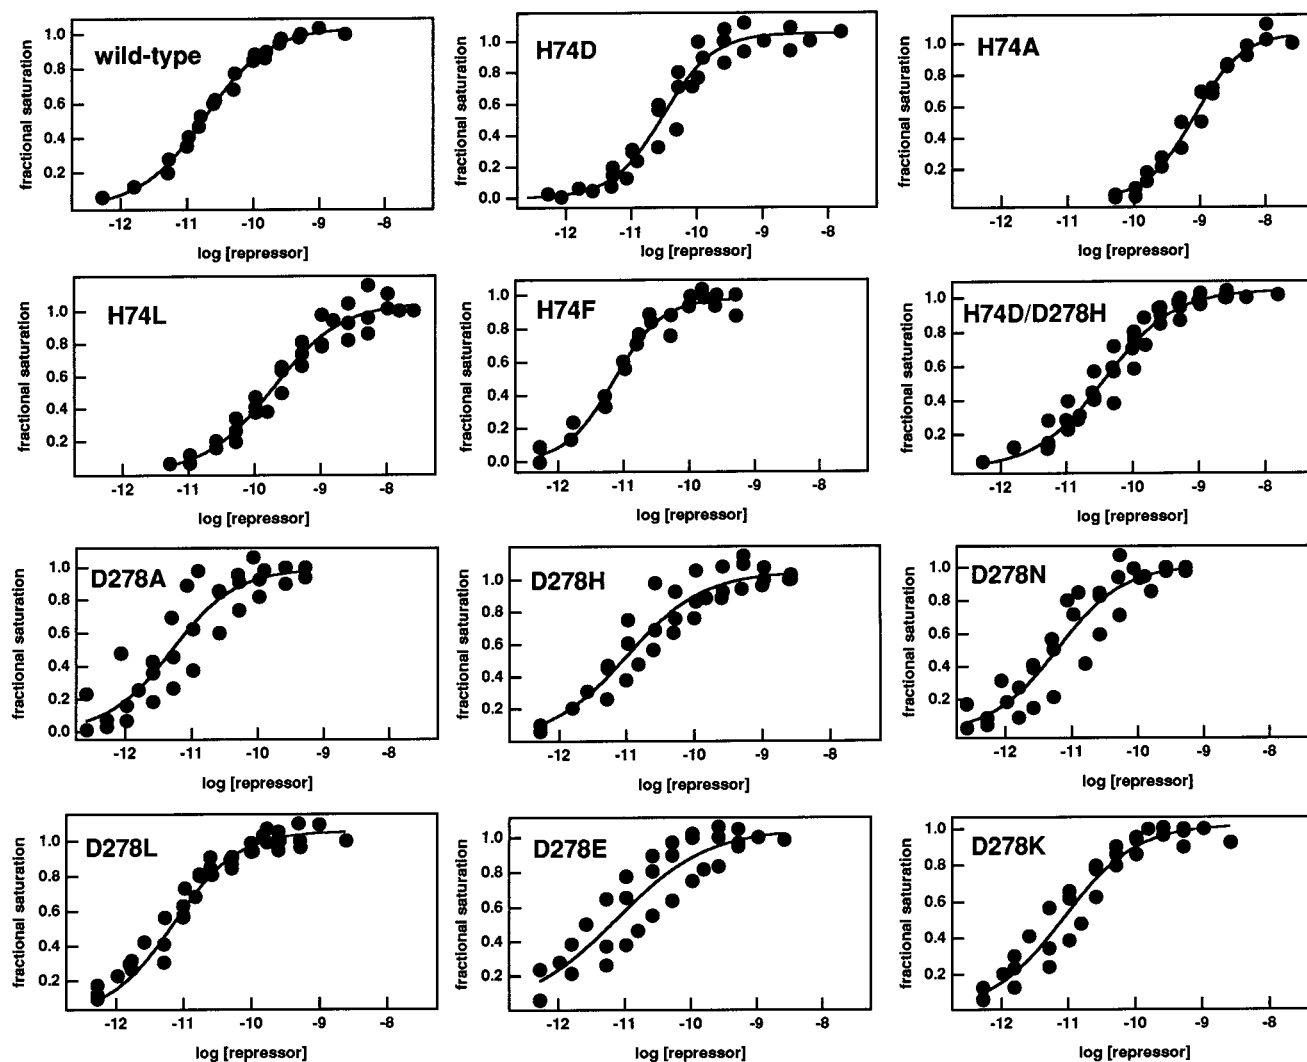 wild-type
fractional saturation
1.0
0.8
0.6
0.4
0.2
-12 -11 -10 -9 -8
log [repressor]
H74D
fractional saturation
1.0
0.8
0.6
0.4
0.2
0.0
-12 -11 -10 -9 -8
log [repressor]
H74A
fractional saturation
1.0
0.8
0.6
0.4
0.2
-12 -11 -10 -9 -8
log [repressor]
H74L
fractional saturation
1.0
0.8
0.6
0.4
0.2
-12 -11 -10 -9 -8
log [repressor]
H74F
fractional saturation
1.0
0.8
0.6
0.4
0.2
0.0
-12 -11 -10 -9 -8
log [repressor]
H74D/D278H
fractional saturation
1.0
0.8
0.6
0.4
0.2
-12 -11 -10 -9 -8
log [repressor]
D278A
fractional saturation
1.0
0.8
0.6
0.4
0.2
0.0
-12 -11 -10 -9 -8
log [repressor]
D278H
fractional saturation
1.0
0.8
0.6
0.4
0.2
-12 -11 -10 -9 -8
log [repressor]
D278N
fractional saturation
1.0
0.8
0.6
0.4
0.2
-12 -11 -10 -9 -8
log [repressor]
D278L
fractional saturation
1.0
0.8
0.6
0.4
0.2
-12 -11 -10 -9 -8
log [repressor]
D278E
fractional saturation
1.0
0.8
0.6
0.4
0.2
-12 -11 -10 -9 -8
log [repressor]
D278K
fractional saturation
1.0
0.8
0.6
0.4
0.2
-12 -11 -10 -9 -8
log [repressor]